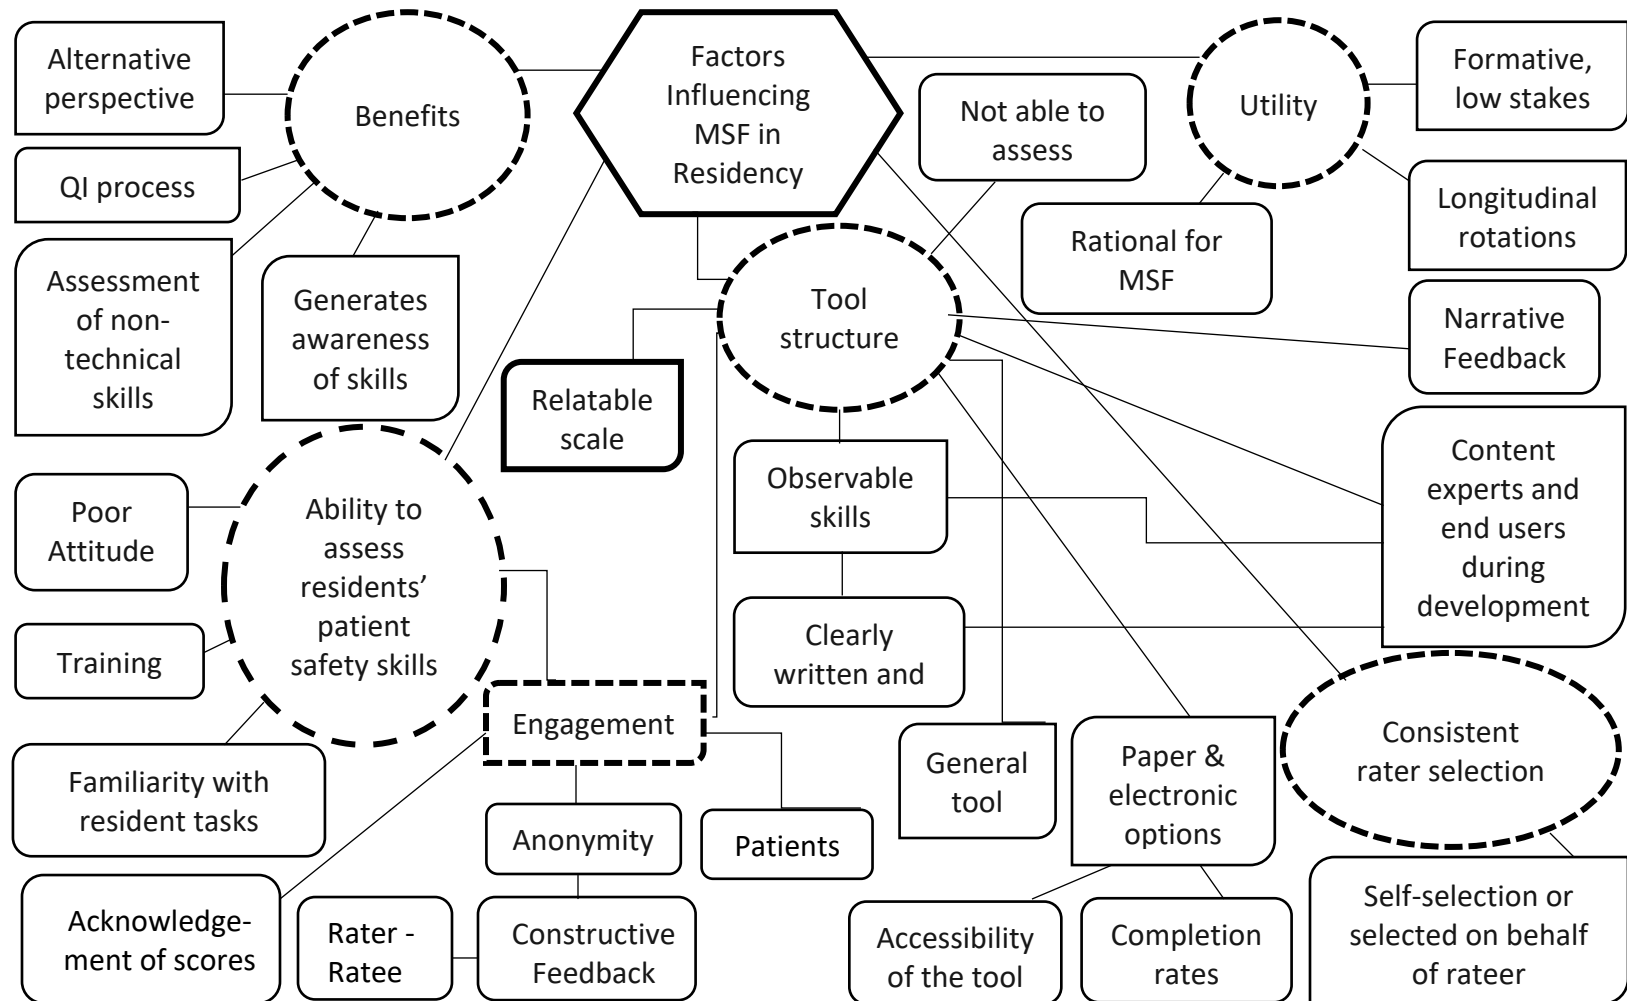 Factors
Influencing
MSF in
Residency
Benefits
Alternative
perspective
QI process
Assessment
of non-
technical
skills
Generates
awareness
of skills
Utility
Formative,
low stakes
Longitudinal
rotations
Rational for
MSF
Not able to
assess
Tool
structure
Narrative
Feedback
Relatable
scale
Observable
skills
Clearly
written and
Content
experts and
end users
during
development
Ability to
assess
residents’
patient
safety skills
Poor
Attitude
Training
Familiarity with
resident tasks
Engagement
Acknowledge-
ment of scores
Anonymity
Constructive
Feedback
Rater -
Ratee
Patients
General
tool
Paper &
electronic
options
Accessibility
of the tool
Completion
rates
Consistent
rater selection
Self-selection or
selected on behalf
of rateer